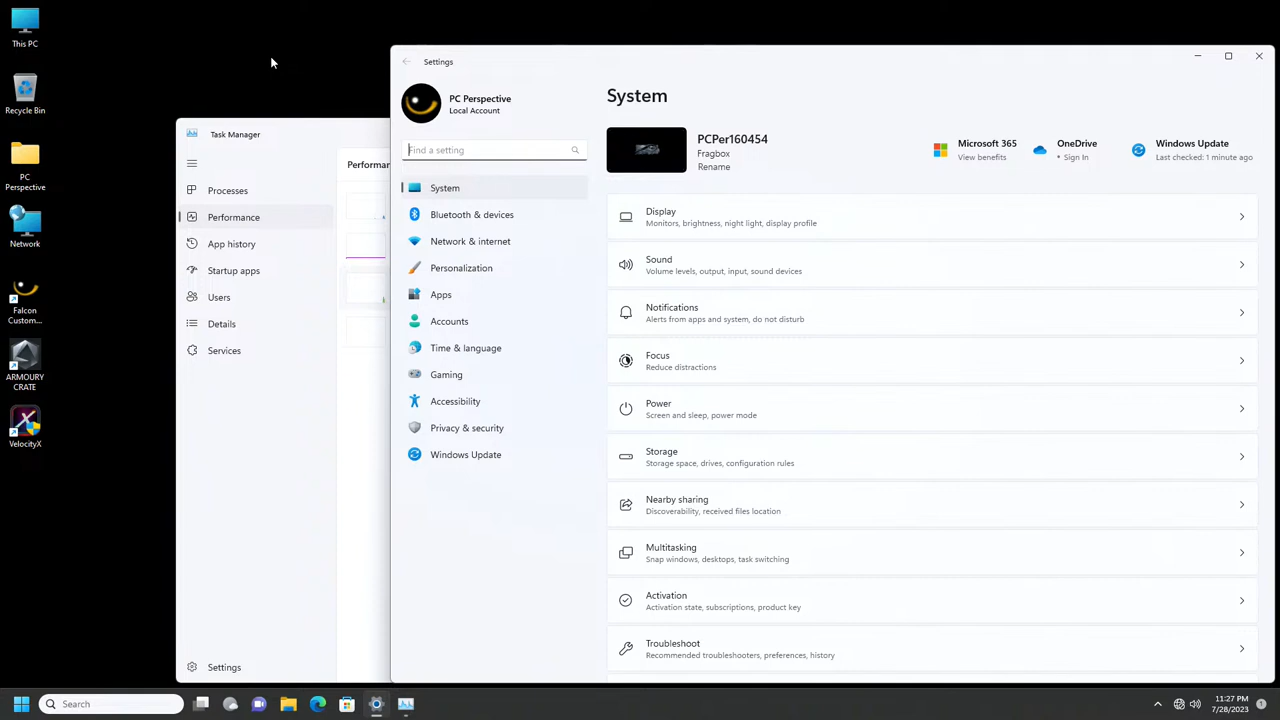 This PC
Recycle Bin
PC
Perspective
Network
Falcon
Custom...
ARMOURY
CRATE
VelocityX
Task Manager
Processes
Performance
App history
Startup apps
Users
Details
Services
Settings
Performan
Settings
PC Perspective
Local Account
Find a setting
System
Bluetooth & devices
Network & internet
Personalization
Apps
Accounts
Time & language
Gaming
Accessibility
Privacy & security
Windows Update
System
PCPer160454
Fragbox
Rename
Microsoft 365
View benefits
OneDrive
• Sign In
Windows Update
Last checked: 1 minute ago
Display
Monitors, brightness, night light, display profile
Sound
Volume levels, output, input, sound devices
Notifications
Alerts from apps and system, do not disturb
Focus
Reduce distractions
Power
Screen and sleep, power mode
Storage
Storage space, drives, configuration rules
Nearby sharing
Discoverability, received files location
Multitasking
Snap windows, desktops, task switching
Activation
Activation state, subscriptions, product key
Troubleshoot
Recommended troubleshooters, preferences, history
Search
11:27 PM
7/28/2023
1